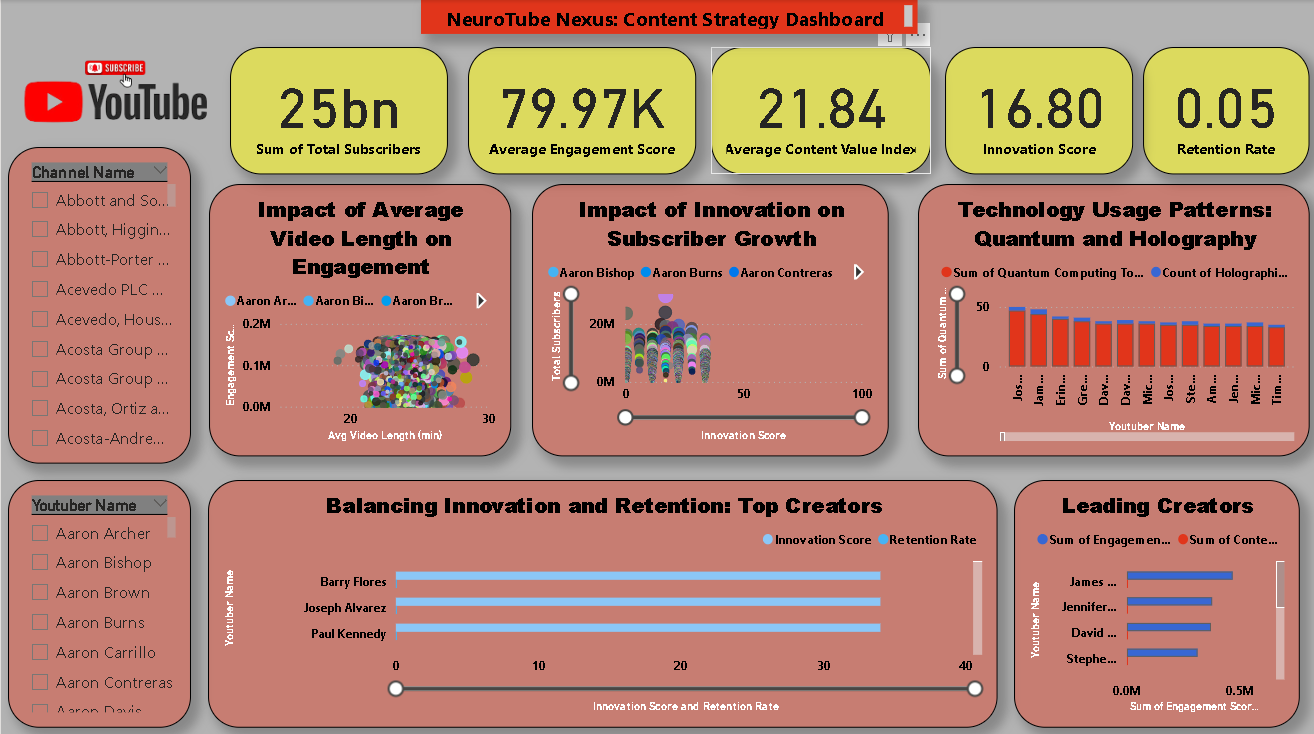 NeuroTube Nexus: Content Strategy Dashboard
SUBSCRIBE
YouTube
25bn
Sum of Total Subscribers
79.97K
Average Engagement Score
21.84
Average Content Value Index
16.80
Innovation Score
0.05
Retention Rate
Channel Name
Abbott and So...
Abbott, Higgin...
Abbott-Porter ...
Acevedo PLC ...
Acevedo, Hous...
Acosta Group ...
Acosta Group ...
Acosta, Ortiz a...
Acosta-Andre...
Impact of Average
Video Length on
Engagement
Aaron Ar... Aaron Bi... Aaron Br...
Engagement Sc...
0.2M
0.1M
0.0M
20 30
Avg Video Length (min)
Impact of Innovation on
Subscriber Growth
Aaron Bishop Aaron Burns Aaron Contreras
Total Subscribers
20M
0M
0 50 100
Innovation Score
Technology Usage Patterns:
Quantum and Holography
Sum of Quantum Computing To... Count of Holographi...
Sum of Quantum ...
50
0
Jos... Jam... Erin... Gre... Dav... Dav... Mic... Jos... Ste... Am... Jen... Mic... Tim...
Youtuber Name
Youtuber Name
Aaron Archer
Aaron Bishop
Aaron Brown
Aaron Burns
Aaron Carrillo
Aaron Contreras
Aaron Davis
Balancing Innovation and Retention: Top Creators
Innovation Score Retention Rate
Youtuber Name
Barry Flores
Joseph Alvarez
Paul Kennedy
0 10 20 30 40
Innovation Score and Retention Rate
Leading Creators
Sum of Engagemen... Sum of Conte...
Youtuber Name
James ...
Jennifer...
David ...
Stephe...
0.0M 0.5M
Sum of Engagement Scor...